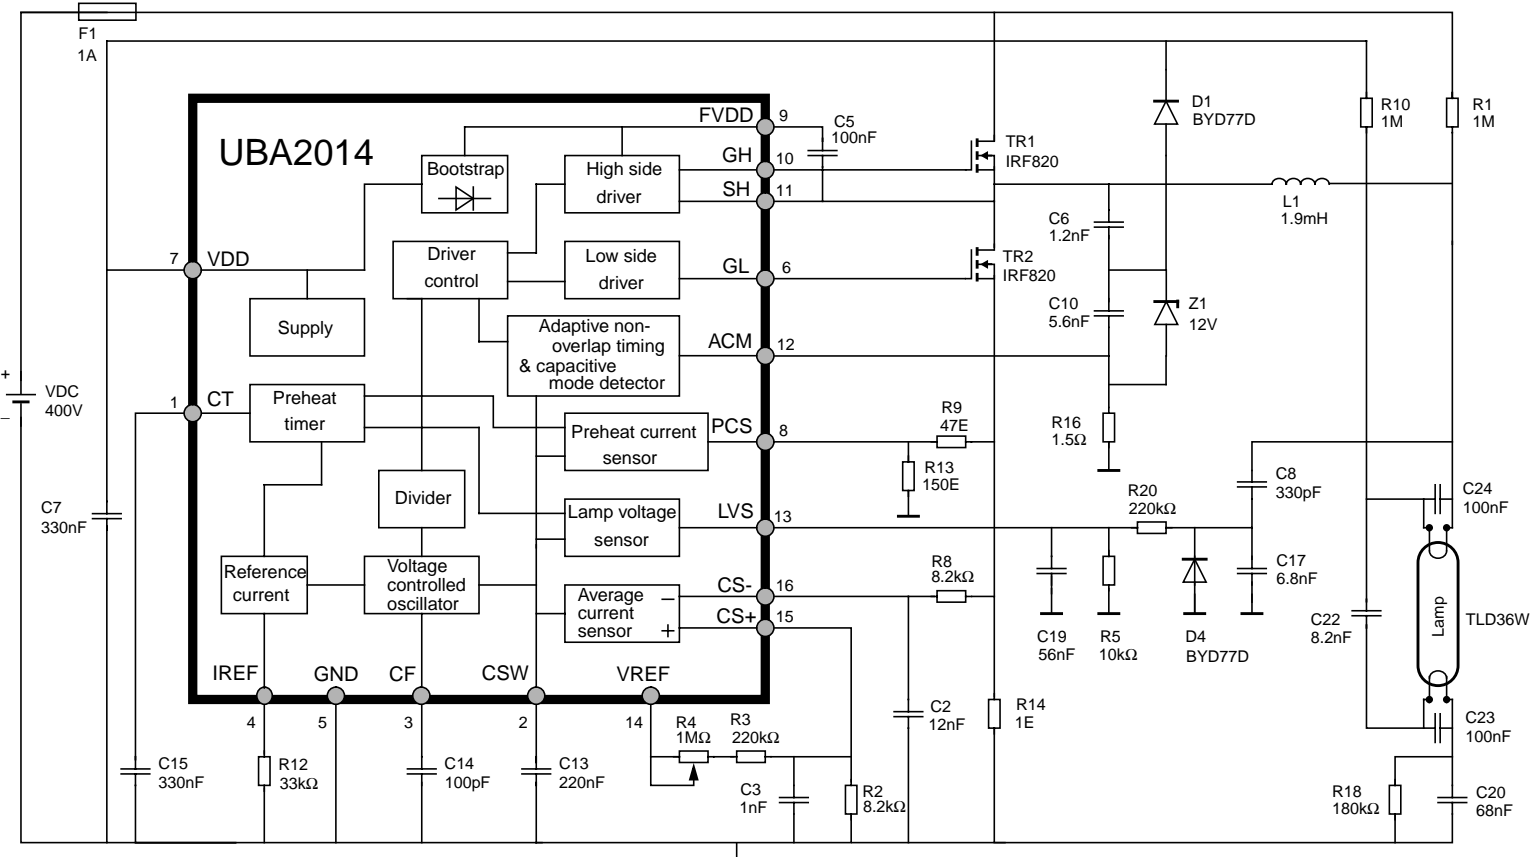 F1
1A
UBA2014
FVDD
9
C5
100nF
D1
BYD77D
R10
1M
R1
1M
Bootstrap
High side
driver
GH
10
SH
11
TR1
IRF820
C6
1.2nF
L1
1.9mH
7
VDD
Driver
control
Low side
driver
GL
6
TR2
IRF820
C10
5.6nF
Z1
12V
Supply
Adaptive non-
overlap timing
& capacitive
mode detector
ACM
12
+
VDC
400V
–
1
CT
Preheat
timer
Preheat current
sensor
PCS
8
R9
47E
R16
1.5Ω
R13
150E
C8
330pF
C24
100nF
C7
330nF
Divider
Lamp voltage
sensor
LVS
13
R20
220kΩ
Reference
current
Voltage
controlled
oscillator
Average
current
sensor
–
+
CS-
16
CS+
15
R8
8.2kΩ
C19
56nF
R5
10kΩ
D4
BYD77D
C17
6.8nF
C22
8.2nF
Lamp
TLD36W
IREF
GND
CF
CSW
VREF
4
5
3
2
14
R4
1MΩ
R3
220kΩ
C2
12nF
R14
1E
C23
100nF
C15
330nF
R12
33kΩ
C14
100pF
C13
220nF
C3
1nF
R2
8.2kΩ
R18
180kΩ
C20
68nF